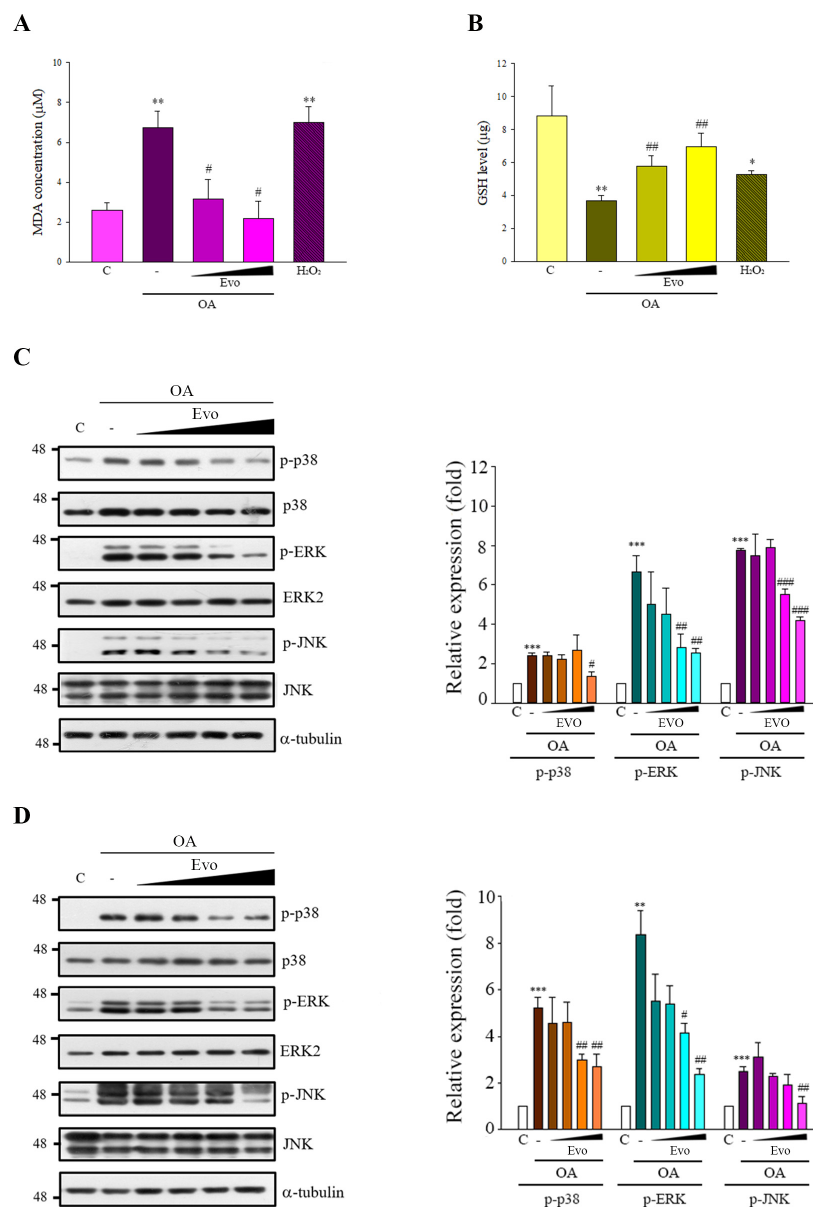 A
B
MDA concentration (μM)
10
8
6
4
2
0
**
#
#
**
C
-
H₂O₂
Evo
OA
GSH level (μg)
12
10
8
6
4
2
0
**
##
##
*
C
-
H₂O₂
Evo
OA
C
OA
Evo
C
-
48
p-p38
48
p38
48
p-ERK
48
ERK2
48
p-JNK
48
JNK
48
α-tubulin
Relative expression (fold)
12
10
8
6
4
2
0
***
#
***
##
##
***
###
###
C
-
EVO
OA
p-p38
C
-
EVO
OA
p-ERK
C
-
EVO
OA
p-JNK
D
OA
Evo
C
-
48
p-p38
48
p38
48
p-ERK
48
ERK2
48
p-JNK
48
JNK
48
α-tubulin
Relative expression (fold)
10
8
6
4
2
0
***
##
##
**
#
##
***
##
C
-
Evo
OA
p-p38
C
-
Evo
OA
p-ERK
C
-
Evo
OA
p-JNK